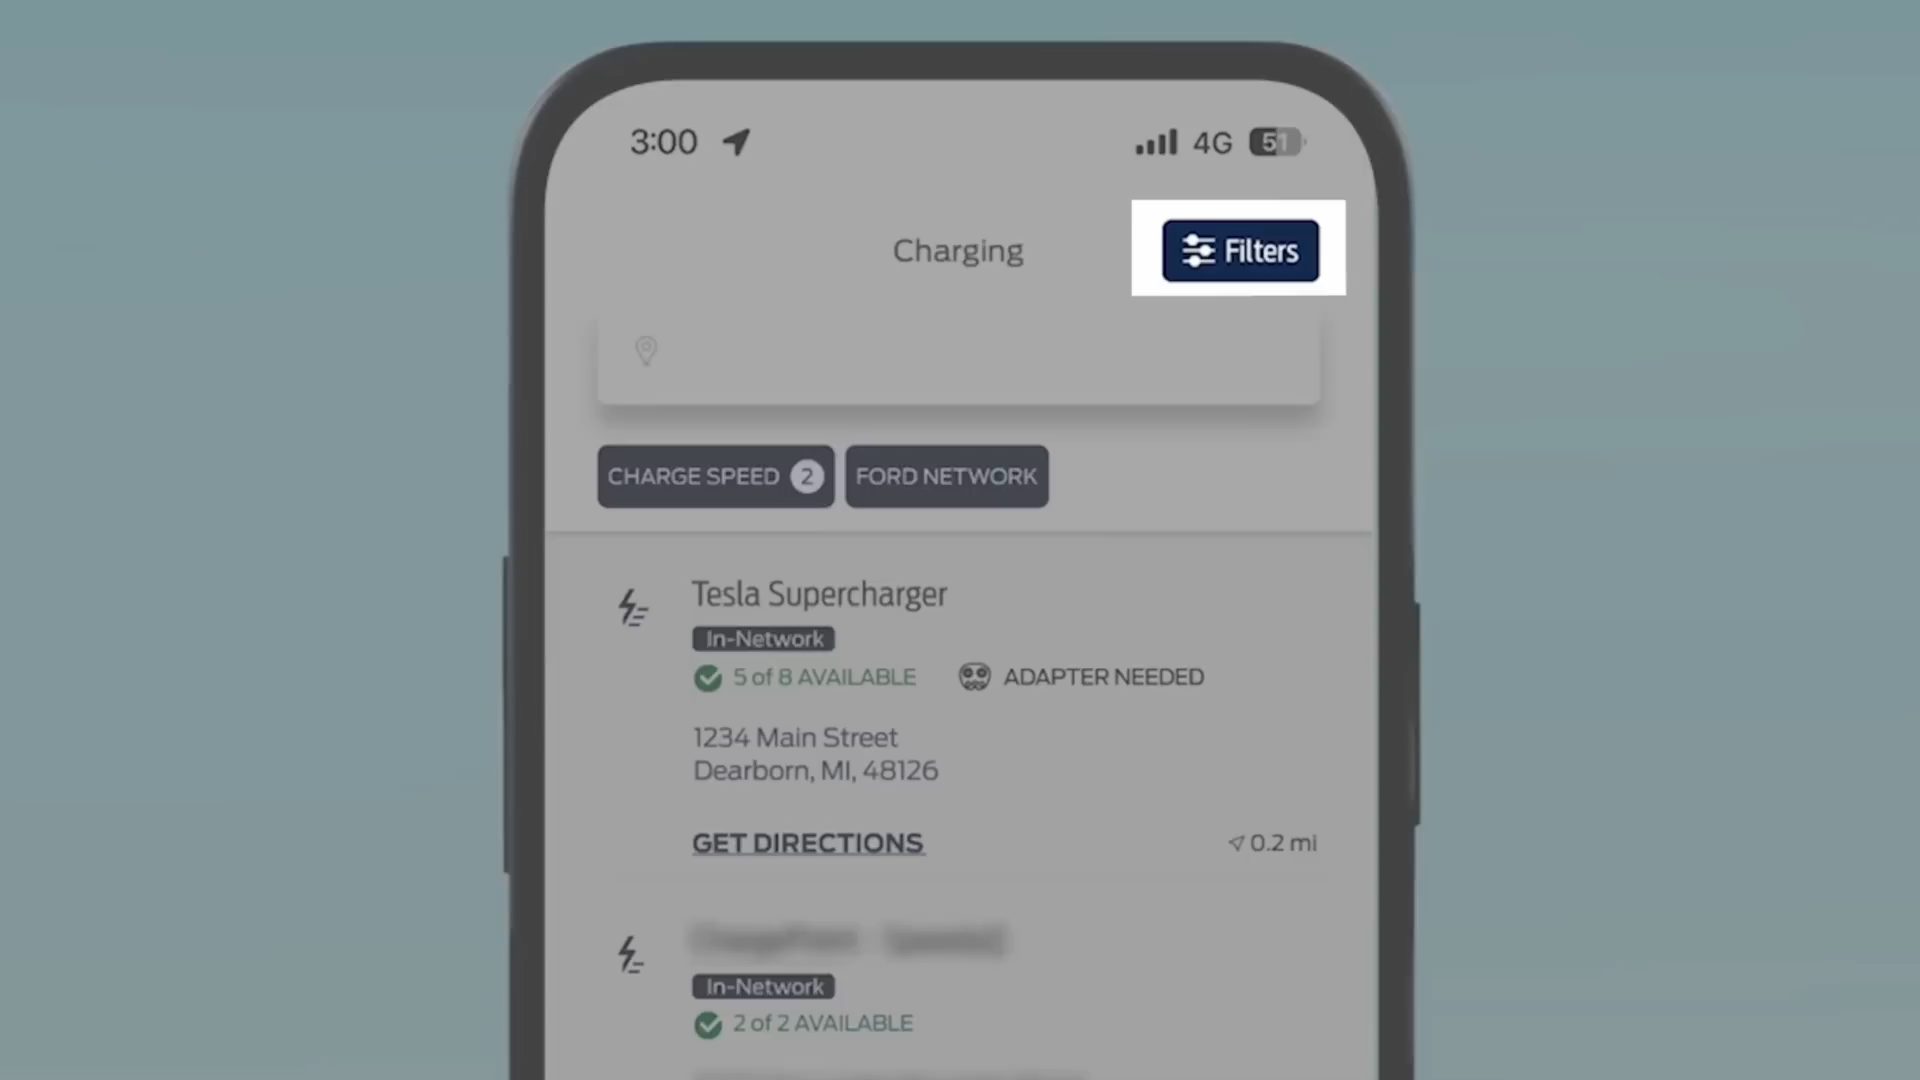 3:00 4G 51
Charging
Filters
CHARGE SPEED 2 FORD NETWORK
Tesla Supercharger
In-Network
5 of 8 AVAILABLE ADAPTER NEEDED
1234 Main Street
Dearborn, MI, 48126
GET DIRECTIONS 0.2 mi
In-Network
2 of 2 AVAILABLE